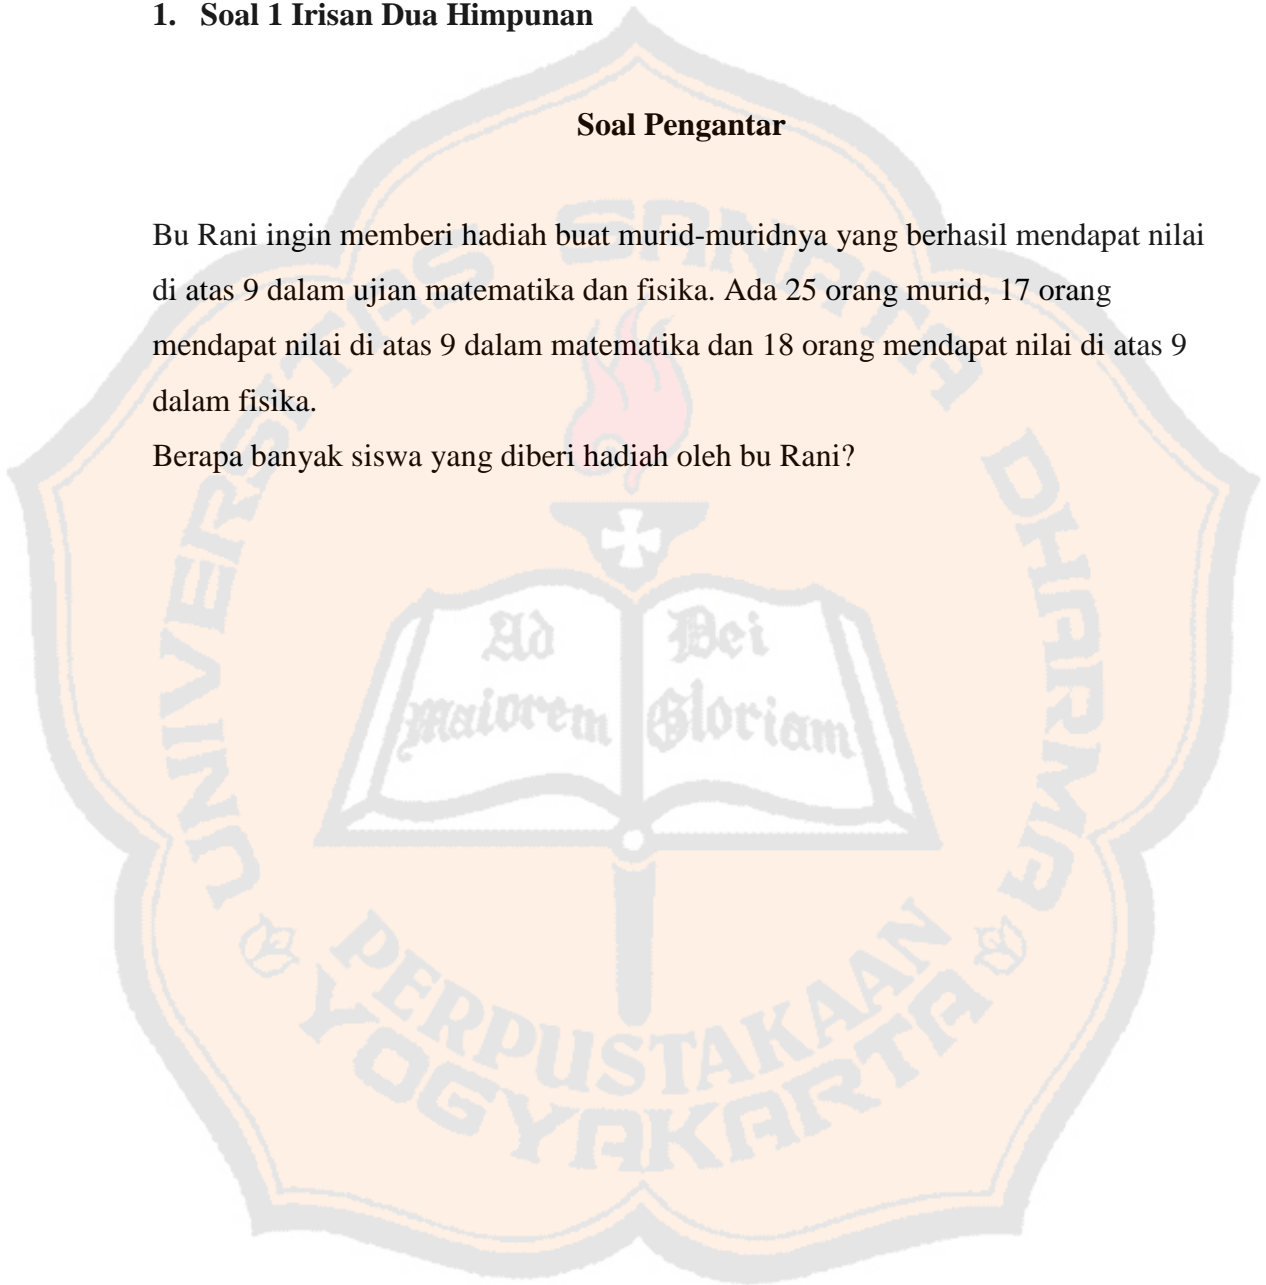 1. Soal 1 Irisan Dua Himpunan
Soal Pengantar
Bu Rani ingin memberi hadiah buat murid-muridnya yang berhasil mendapat nilai
di atas 9 dalam ujian matematika dan fisika. Ada 25 orang murid, 17 orang
mendapat nilai di atas 9 dalam matematika dan 18 orang mendapat nilai di atas 9
dalam fisika.
Berapa banyak siswa yang diberi hadiah oleh bu Rani?
UNIVERSITAS SANATA DHARMA
Ad maiorem
Dei Gloriam
PERPUSTAKAAN
YOGYAKARTA